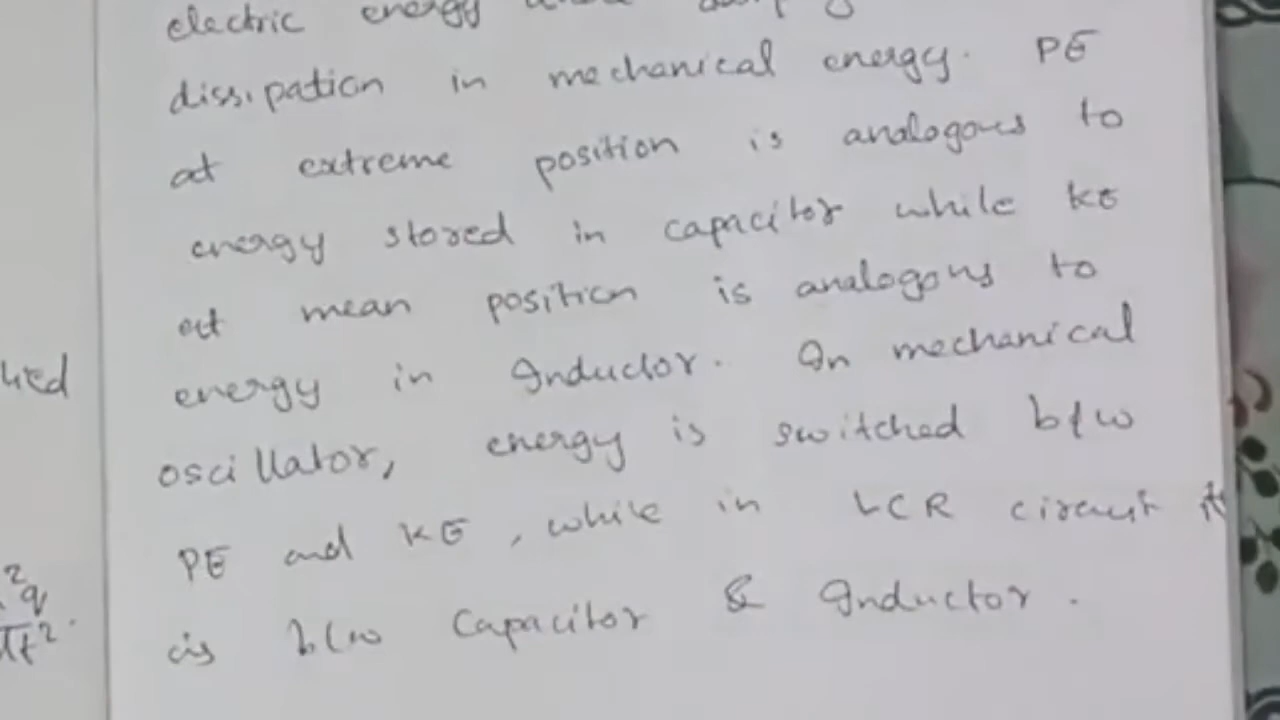 electric energy
dissipation in mechanical energy. PE
at extreme position is analogous to
energy stored in capacitor while KE
at mean position is analogous to
energy in Inductor. In mechanical
oscillator, energy is switched b/w
PE and KE, while in LCR circuit it
is b/w Capacitor & Inductor.